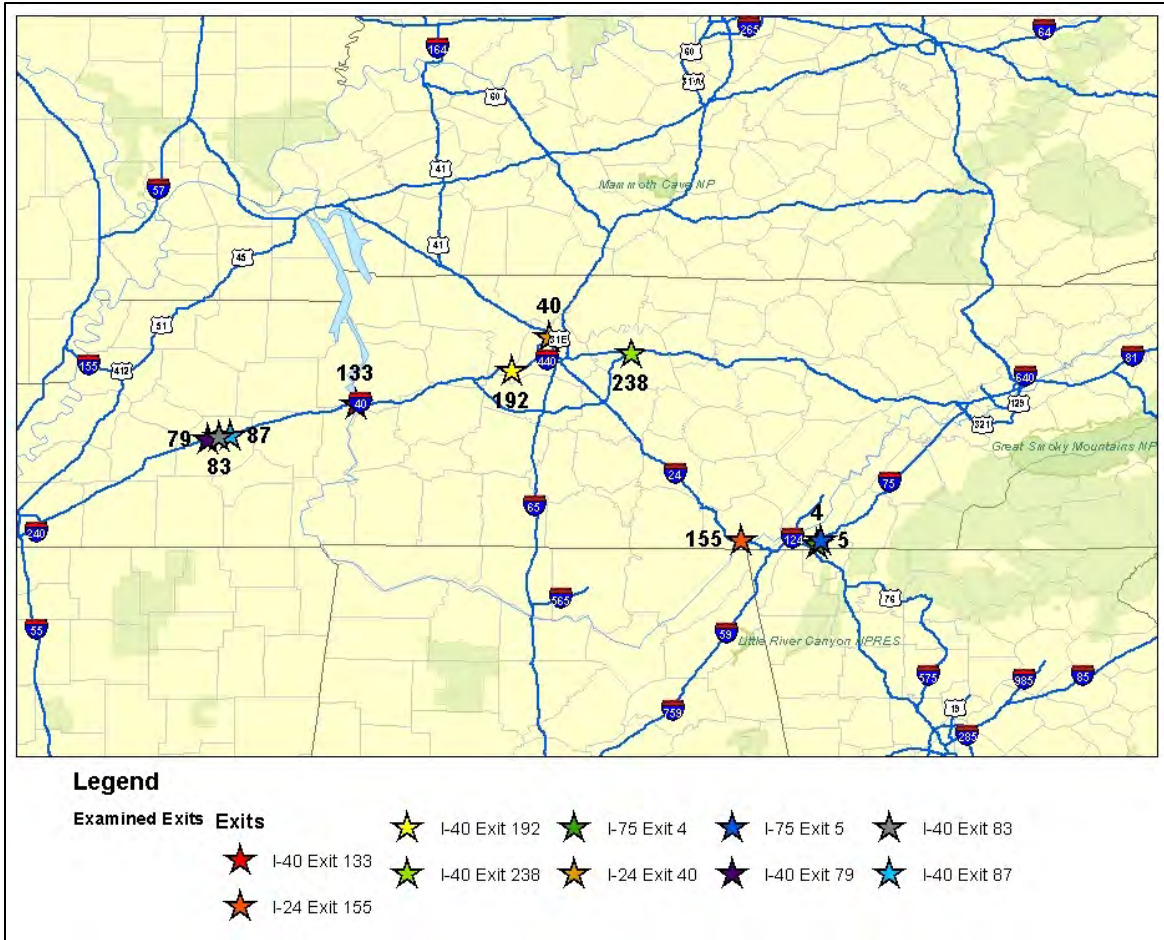 265
64
164
60
60
31W
41
57
Mammoth Cave NP
41
45
40
51
31E
155
412
440
81
133
238
640
192
40
129
321
79
87
Great Smoky Mountains NP
83
24
75
65
4
240
155
124
5
565
76
55
59
Little River Canyon NPRES
575
985
85
759
19
285
Legend
Examined Exits Exits
I-40 Exit 192
I-75 Exit 4
I-75 Exit 5
I-40 Exit 83
I-40 Exit 133
I-40 Exit 238
I-24 Exit 40
I-40 Exit 79
I-40 Exit 87
I-24 Exit 155